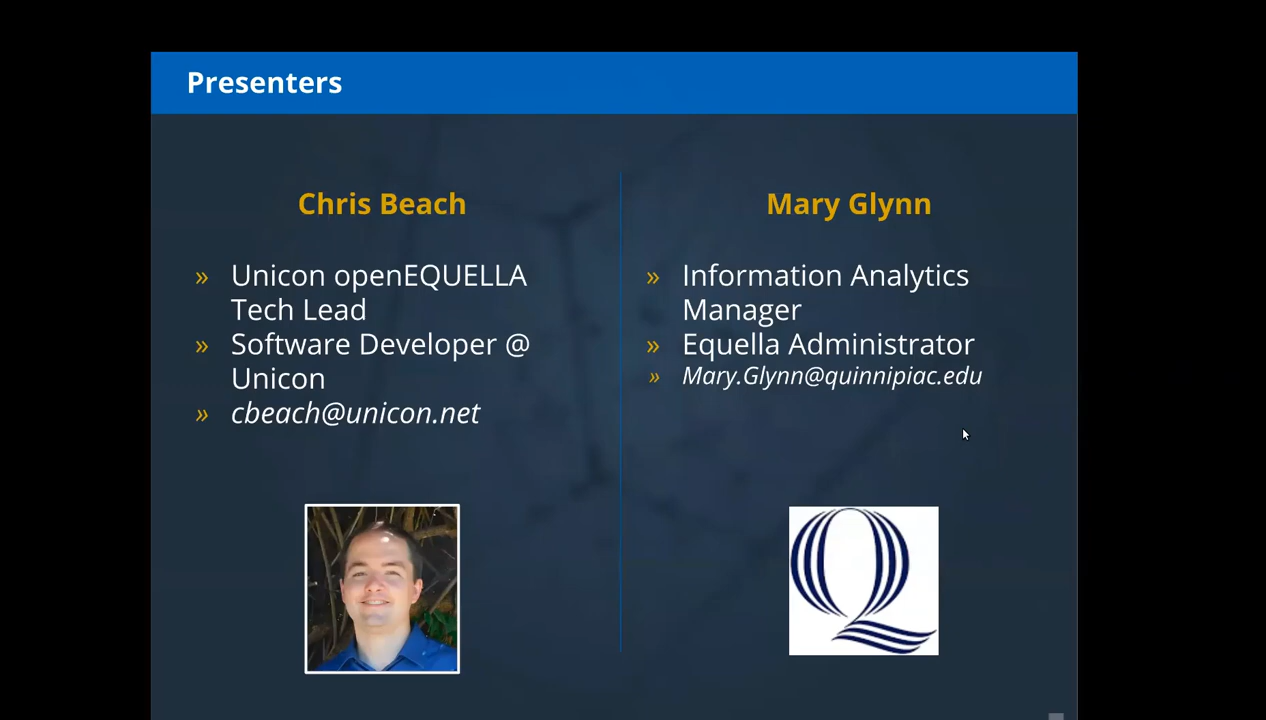 Presenters
Chris Beach
» Unicon openEQUELLA
Tech Lead
» Software Developer @
Unicon
» cbeach@unicon.net
Mary Glynn
» Information Analytics
Manager
» Equella Administrator
» Mary.Glynn@quinnipiac.edu
Q